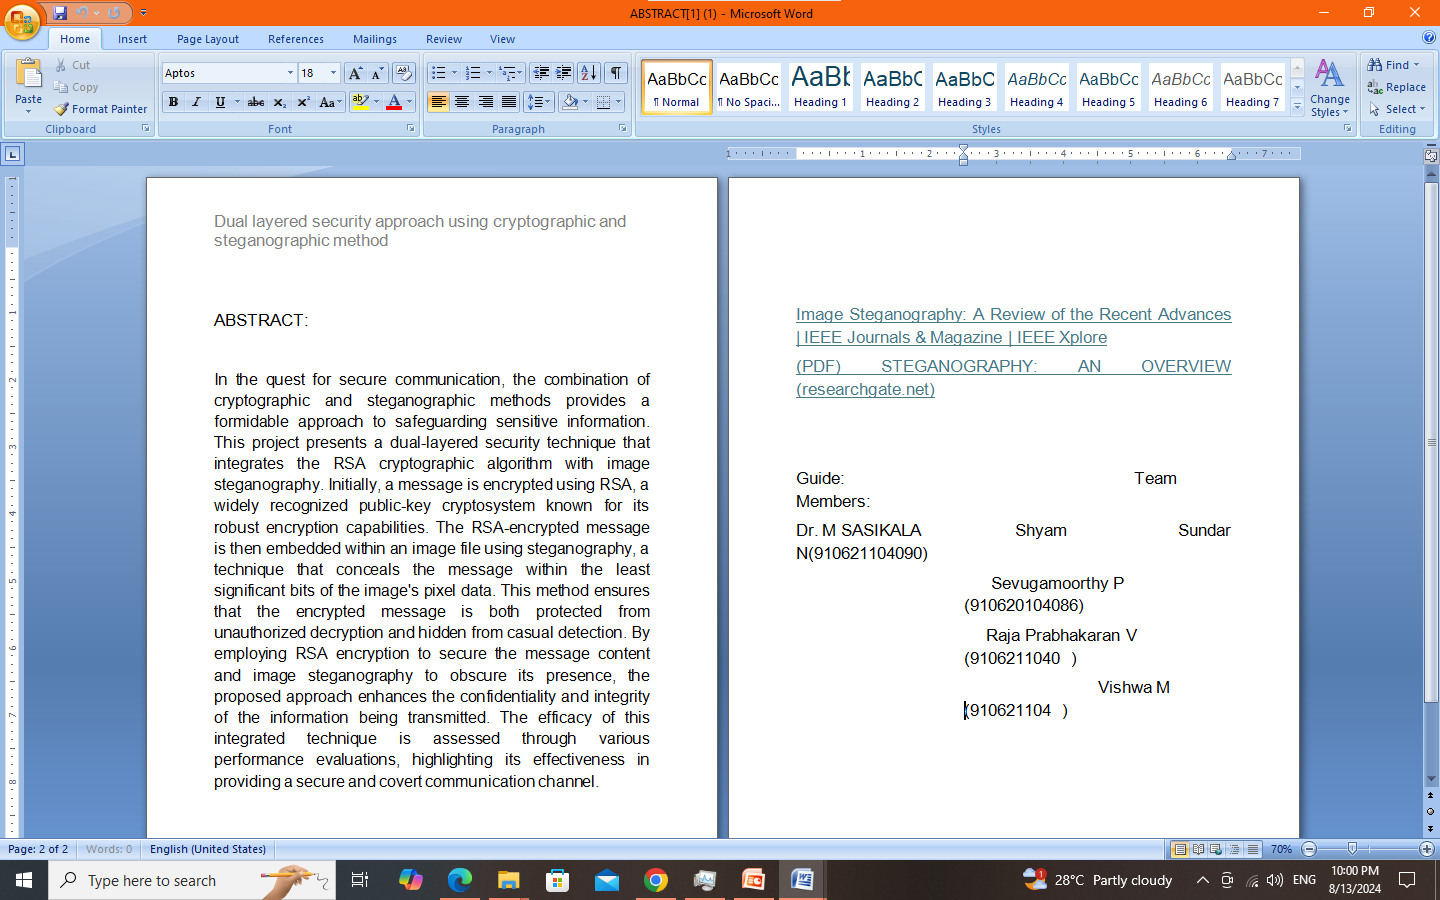 ABSTRACT[1] (1) - Microsoft Word
Home Insert Page Layout References Mailings Review View
Paste
Cut
Copy
Format Painter
Clipboard
Aptos 18
Font
Paragraph
AaBbCc AaBbCc AaBb AaBbC AaBbC AaBbCc AaBbCc AaBbCc AaBbCc
¶ Normal ¶ No Spaci... Heading 1 Heading 2 Heading 3 Heading 4 Heading 5 Heading 6 Heading 7
Change
Styles
Styles
Find
Replace
Select
Editing
1 1 2 3 4 5 6 7
Dual layered security approach using cryptographic and
steganographic method
ABSTRACT:
In the quest for secure communication, the combination of
cryptographic and steganographic methods provides a
formidable approach to safeguarding sensitive information.
This project presents a dual-layered security technique that
integrates the RSA cryptographic algorithm with image
steganography. Initially, a message is encrypted using RSA, a
widely recognized public-key cryptosystem known for its
robust encryption capabilities. The RSA-encrypted message
is then embedded within an image file using steganography, a
technique that conceals the message within the least
significant bits of the image's pixel data. This method ensures
that the encrypted message is both protected from
unauthorized decryption and hidden from casual detection. By
employing RSA encryption to secure the message content
and image steganography to obscure its presence, the
proposed approach enhances the confidentiality and integrity
of the information being transmitted. The efficacy of this
integrated technique is assessed through various
performance evaluations, highlighting its effectiveness in
providing a secure and covert communication channel.
Image Steganography: A Review of the Recent Advances
| IEEE Journals & Magazine | IEEE Xplore
(PDF) STEGANOGRAPHY: AN OVERVIEW
(researchgate.net)
Guide: Team
Members:
Dr. M SASIKALA Shyam Sundar
N(910621104090)
Sevugamoorthy P
(910620104086)
Raja Prabhakaran V
(9106211040 )
Vishwa M
(910621104 )
Page: 2 of 2 Words: 0 English (United States) 70%
Type here to search
28°C Partly cloudy
ENG
10:00 PM
8/13/2024